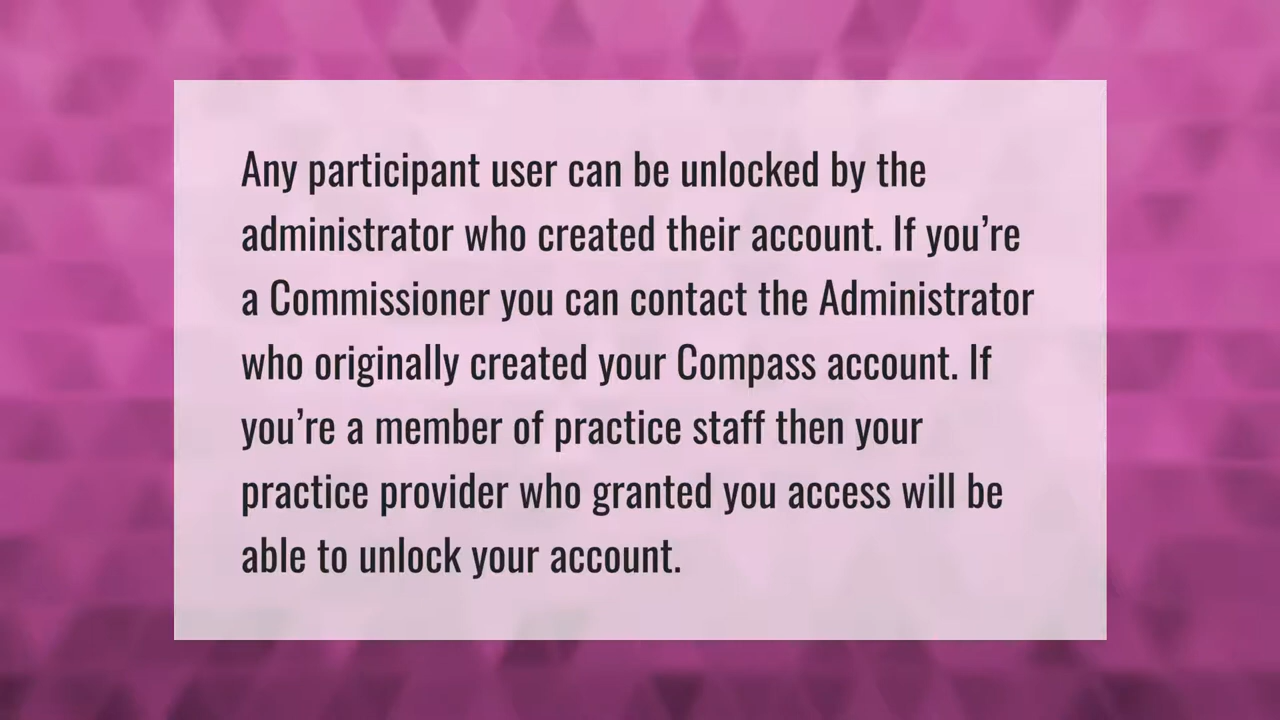 Any participant user can be unlocked by the
administrator who created their account. If you’re
a Commissioner you can contact the Administrator
who originally created your Compass account. If
you’re a member of practice staff then your
practice provider who granted you access will be
able to unlock your account.